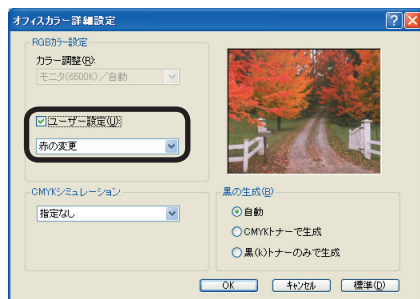 オフィスカラー詳細設定
RGBカラー設定
カラー調整(R):
モニタ(6500K)／自動
ユーザー設定(U):
赤の変更
CMYKシミュレーション
指定なし
黒の生成(B)
自動
CMYKトナーで生成
黒(k)トナーのみで生成
OK
キャンセル
標準(D)